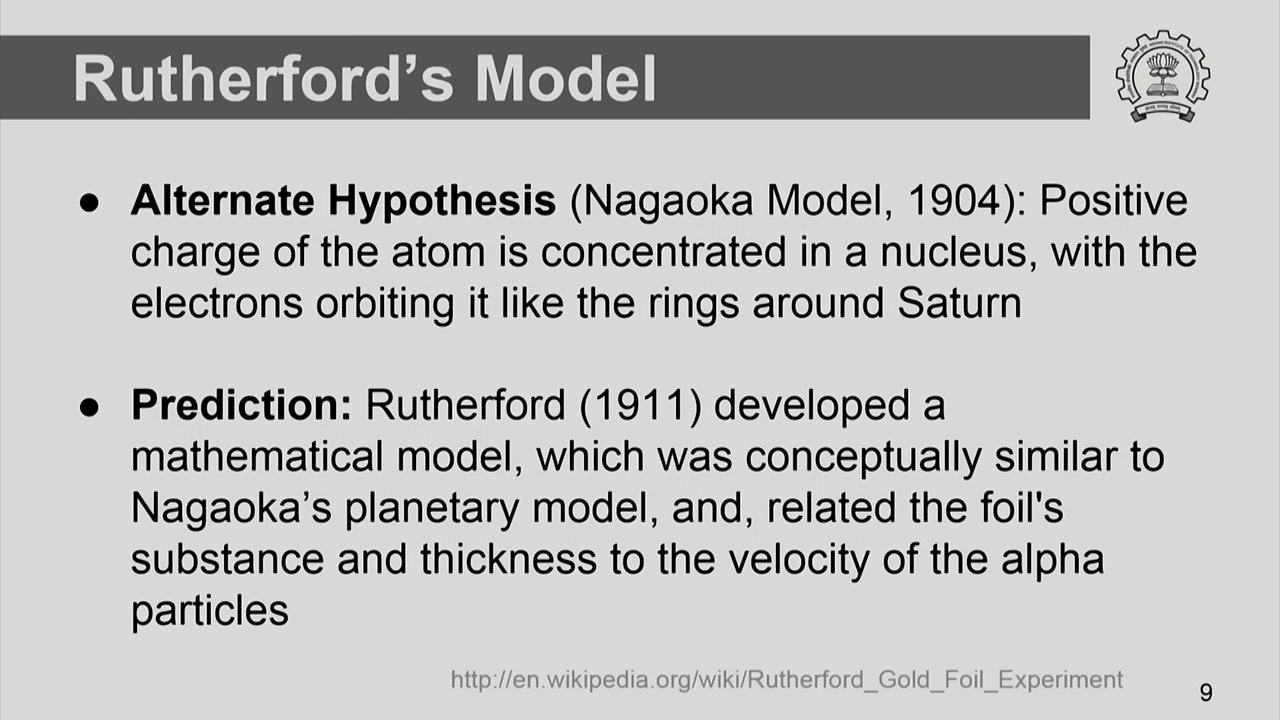 Rutherford’s Model
● Alternate Hypothesis (Nagaoka Model, 1904): Positive
charge of the atom is concentrated in a nucleus, with the
electrons orbiting it like the rings around Saturn
● Prediction: Rutherford (1911) developed a
mathematical model, which was conceptually similar to
Nagaoka’s planetary model, and, related the foil's
substance and thickness to the velocity of the alpha
particles
http://en.wikipedia.org/wiki/Rutherford_Gold_Foil_Experiment
9